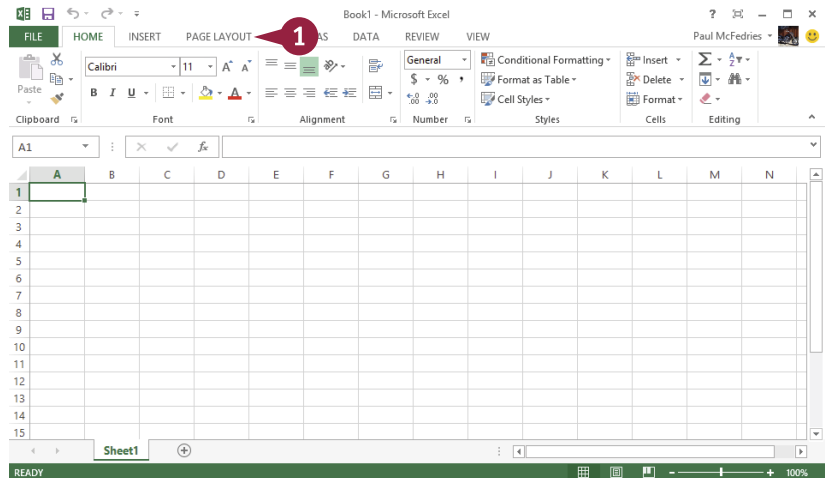 Book1 - Microsoft Excel
FILE HOME INSERT PAGE LAYOUT 1 AS DATA REVIEW VIEW Paul McFedries
Calibri 11 General Conditional Formatting Insert
Paste B I U $ % , Format as Table Delete
Cell Styles Format
Clipboard Font Alignment Number Styles Cells Editing
A1 fx
A B C D E F G H I J K L M N
1
2
3
4
5
6
7
8
9
10
11
12
13
14
15
Sheet1
READY 100%